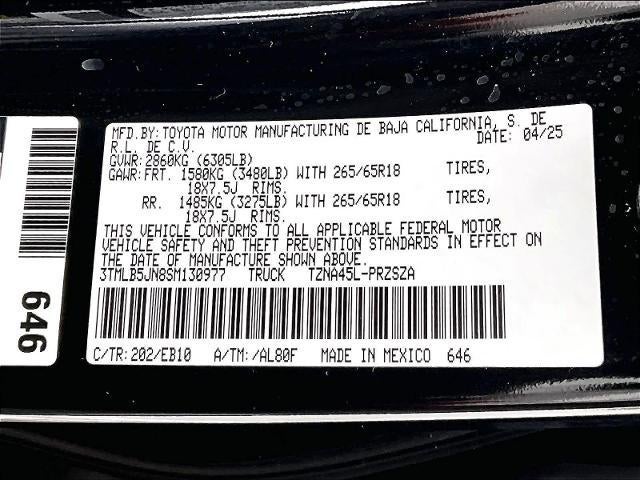 MFD.BY: TOYOTA MOTOR MANUFACTURING DE BAJA CALIFORNIA, S. DE
R.L. DE C.V. DATE: 04/25
GVWR: 2860KG (6305LB)
GAWR: FRT. 1580KG (3480LB) WITH 265/65R18 TIRES,
18X7.5J RIMS.
RR. 1485KG (3275LB) WITH 265/65R18 TIRES,
18X7.5J RIMS.
THIS VEHICLE CONFORMS TO ALL APPLICABLE FEDERAL MOTOR
VEHICLE SAFETY AND THEFT PREVENTION STANDARDS IN EFFECT ON
THE DATE OF MANUFACTURE SHOWN ABOVE.
3TMLB5JN8SM130977 TRUCK TZNA45L-PRZSZA
C/TR: 202/EB10 A/TM: /AL80F MADE IN MEXICO 646
646